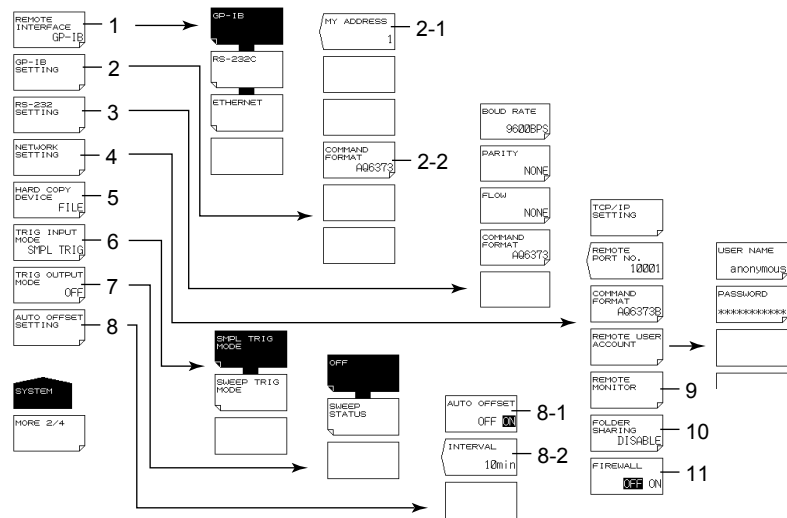 REMOTE
INTERFACE
GP-IB
1
GP-IB
SETTING
2
RS-232
SETTING
3
NETWORK
SETTING
4
HARD COPY
DEVICE
FILE
5
TRIG INPUT
MODE
SMPL TRIG
6
TRIG OUTPUT
MODE
OFF
7
AUTO OFFSET
SETTING
8
SYSTEM
MORE 2/4
GP-IB
RS-232C
ETHERNET
MY ADDRESS
1
2-1
COMMAND
FORMAT
AQ6373
2-2
BOUD RATE
9600BPS
PARITY
NONE
FLOW
NONE
COMMAND
FORMAT
AQ6373
SMPL TRIG
MODE
SWEEP TRIG
MODE
OFF
SWEEP
STATUS
AUTO OFFSET
OFF ON
8-1
INTERVAL
10min
8-2
TCP/IP
SETTING
REMOTE
PORT NO.
10001
COMMAND
FORMAT
AQ6373B
REMOTE USER
ACCOUNT
REMOTE
MONITOR
9
FOLDER
SHARING
DISABLE
10
FIREWALL
OFF ON
11
USER NAME
anonymous
PASSWORD
************